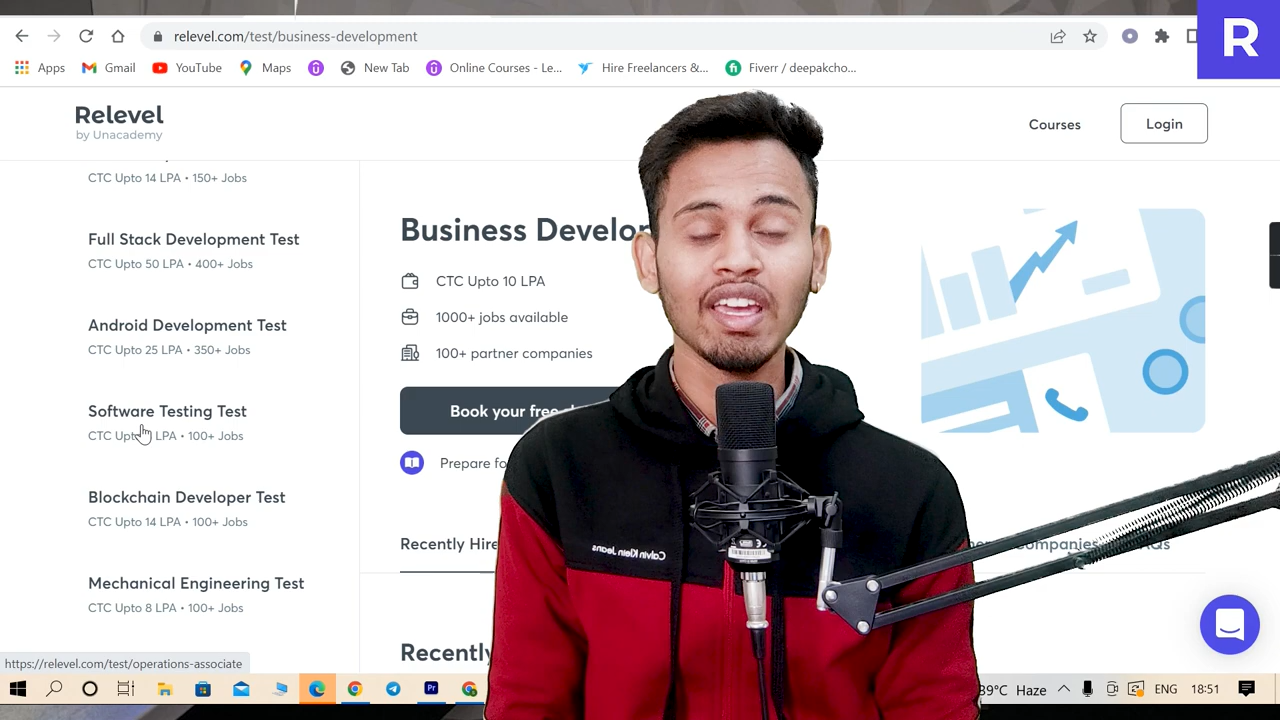 relevel.com/test/business-development
R
Apps
Gmail
YouTube
Maps
New Tab
Online Courses - Le...
Hire Freelancers &...
Fiverr / deepakcho...
Relevel
by Unacademy
Courses
Login
CTC Upto 14 LPA • 150+ Jobs
Full Stack Development Test
CTC Upto 50 LPA • 400+ Jobs
Android Development Test
CTC Upto 25 LPA • 350+ Jobs
Software Testing Test
CTC LPA • 100+ Jobs
Blockchain Developer Test
CTC Upto 14 LPA • 100+ Jobs
Mechanical Engineering Test
CTC Upto 8 LPA • 100+ Jobs
Business Develo
CTC Upto 10 LPA
1000+ jobs available
100+ partner companies
Book your free
Prepare fo
Recently Hire
Companies
Recently
Calvin Klein Jeans
https://relevel.com/test/operations-associate
39°C Haze
ENG
18:51